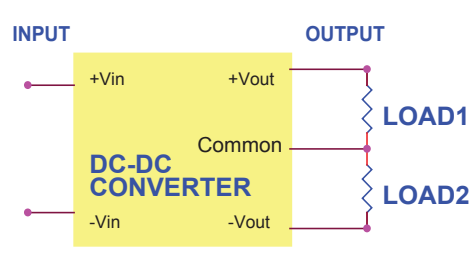 INPUT
OUTPUT
+Vin
+Vout
LOAD1
Common
DC-DC
CONVERTER
LOAD2
-Vin
-Vout